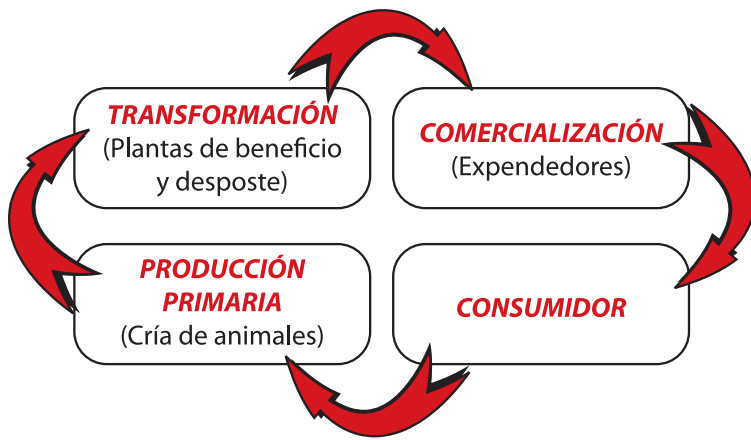 TRANSFORMACIÓN
(Plantas de beneficio
y desposte)
COMERCIALIZACIÓN
(Expendedores)
PRODUCCIÓN
PRIMARIA
(Cría de animales)
CONSUMIDOR